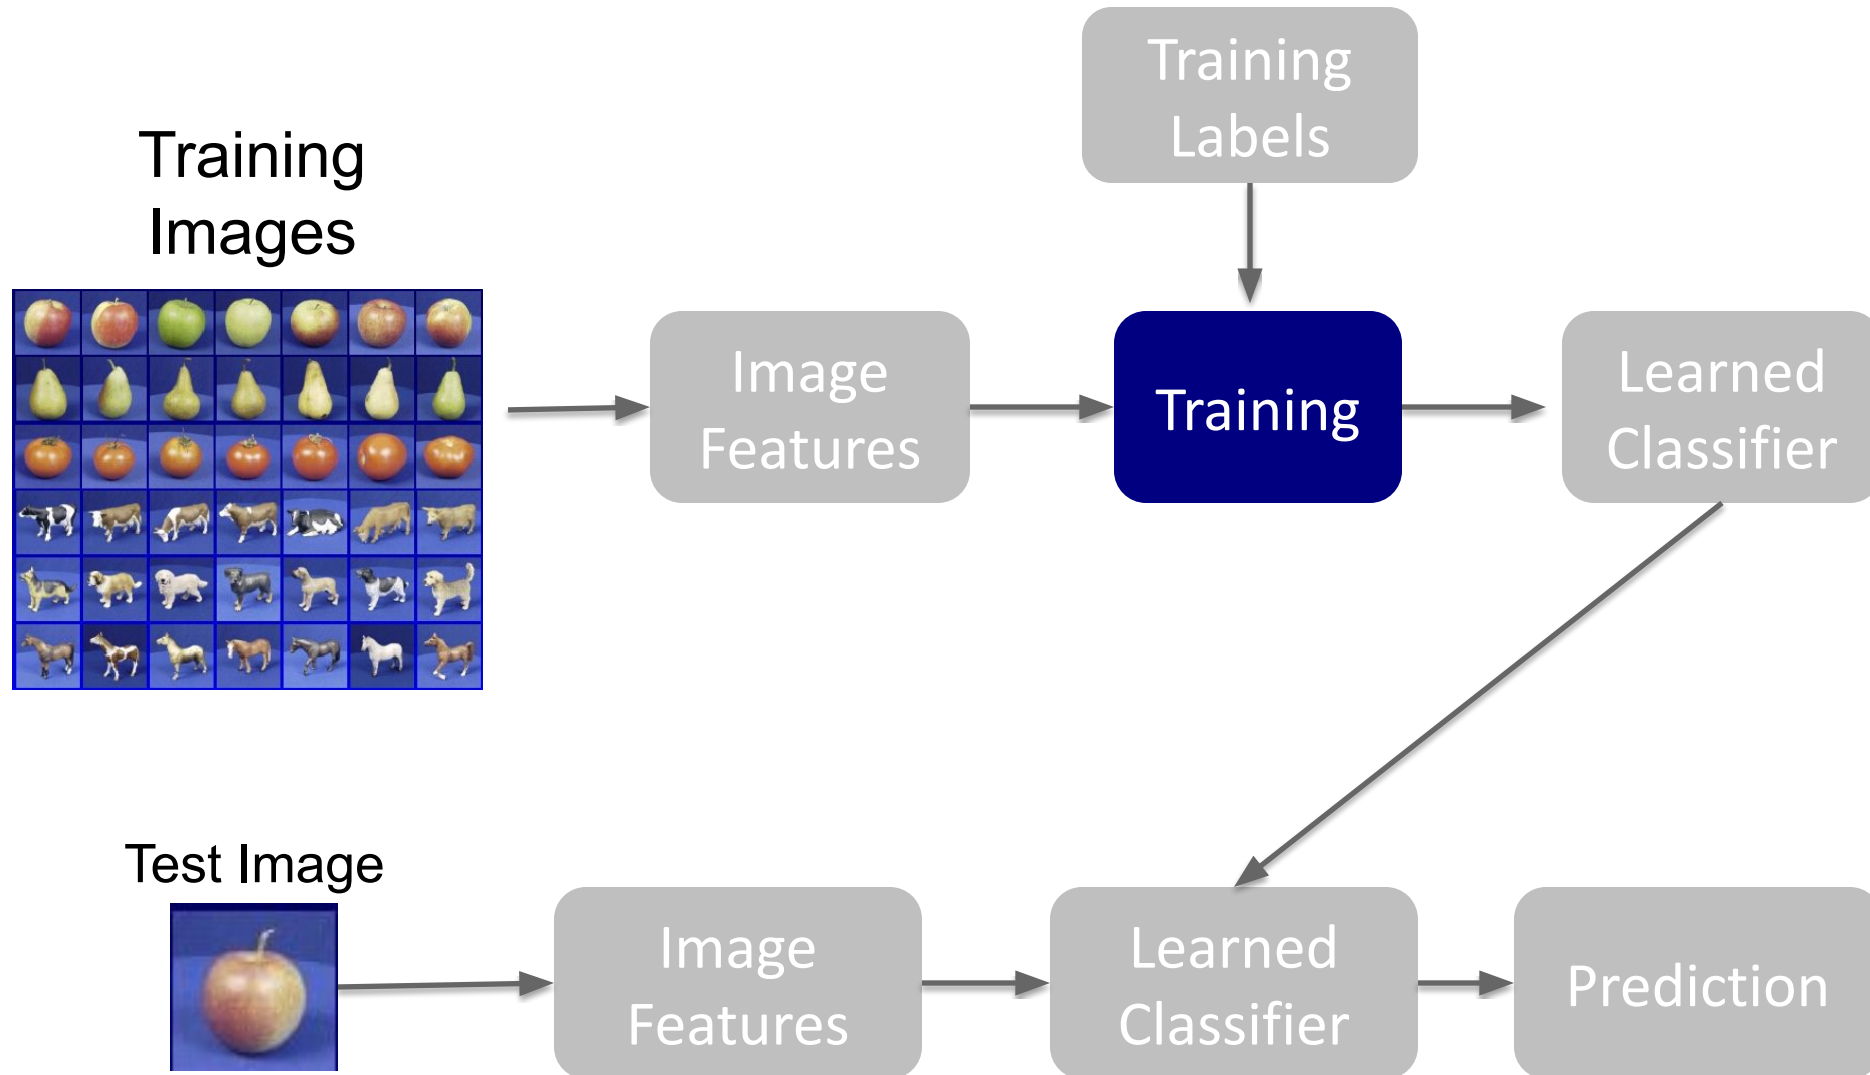 Training
Labels
Training
Images
Image
Features
Training
Learned
Classifier
Test Image
Image
Features
Learned
Classifier
Prediction